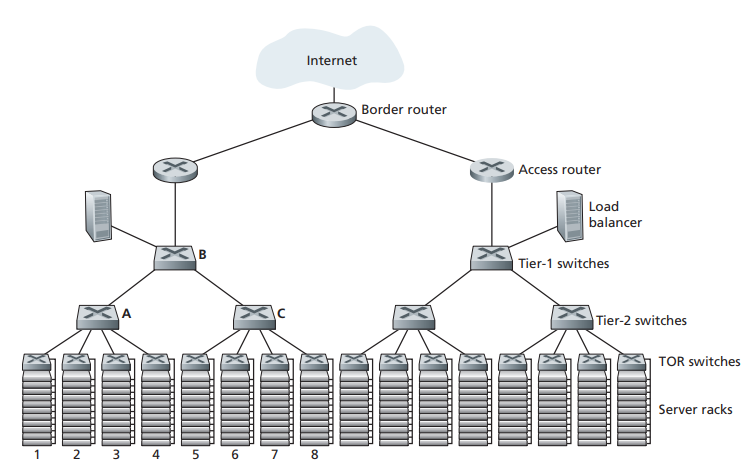 Internet
Border router
Access router
Load
balancer
B
Tier-1 switches
A
C
Tier-2 switches
TOR switches
Server racks
1 2 3 4 5 6 7 8